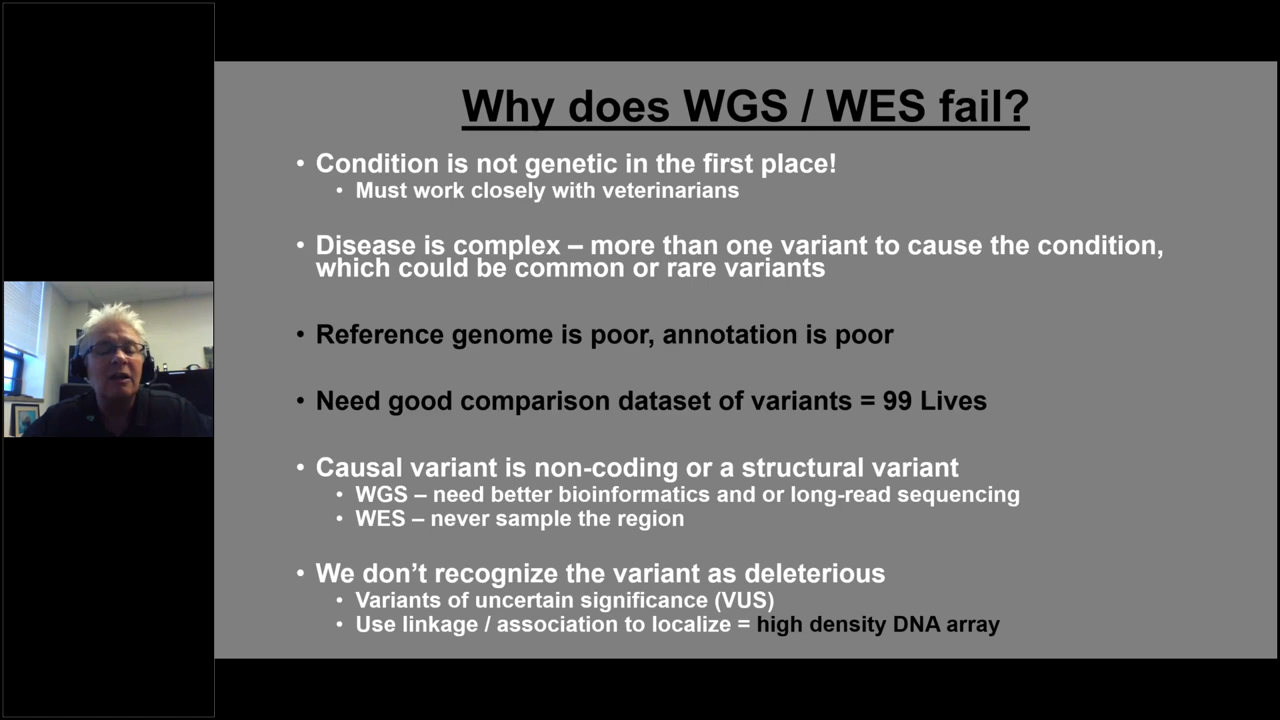 Why does WGS / WES fail?
• Condition is not genetic in the first place!
• Must work closely with veterinarians
• Disease is complex – more than one variant to cause the condition,
which could be common or rare variants
• Reference genome is poor, annotation is poor
• Need good comparison dataset of variants = 99 Lives
• Causal variant is non-coding or a structural variant
• WGS – need better bioinformatics and or long-read sequencing
• WES – never sample the region
• We don’t recognize the variant as deleterious
• Variants of uncertain significance (VUS)
• Use linkage / association to localize = high density DNA array